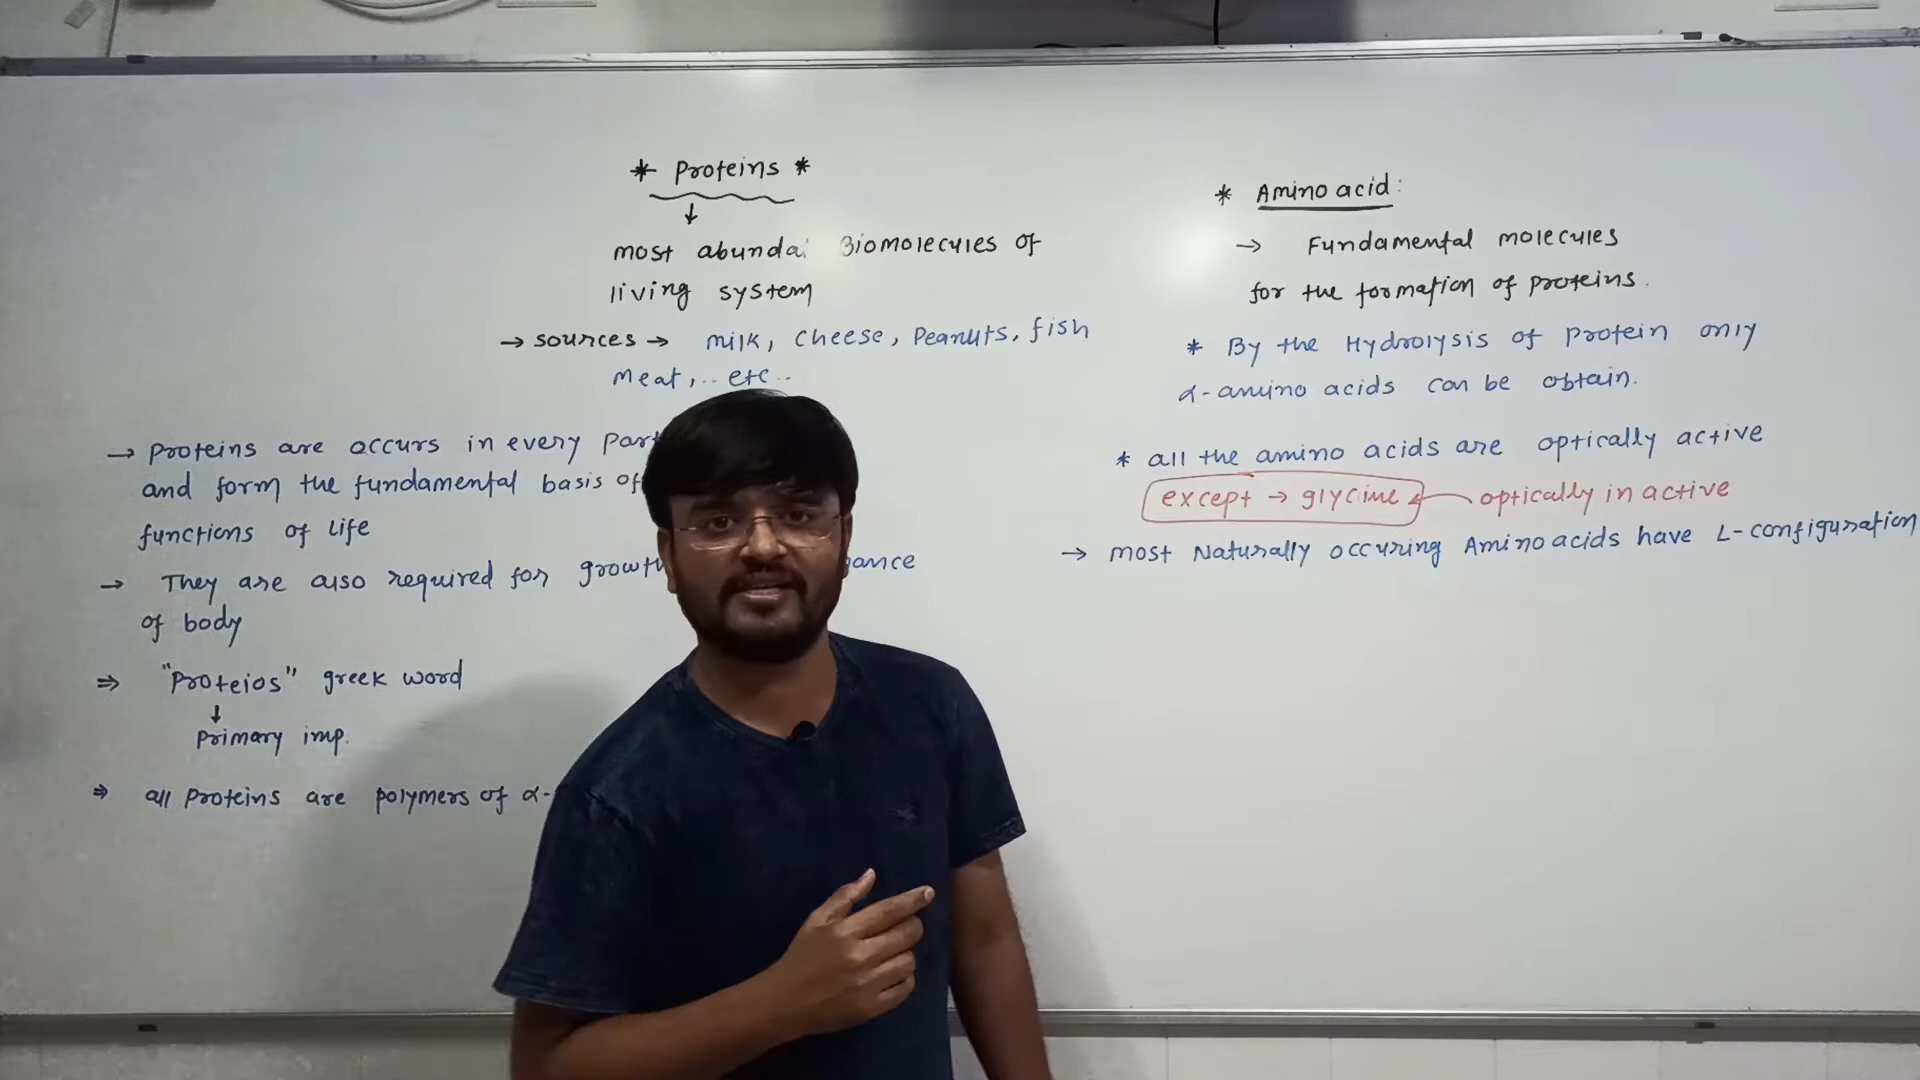 * Proteins *
↓
most abunda Biomolecules of
living system
→ sources → milk, cheese, Peanuts, fish
meat, .. etc ..
→ Proteins are occurs in every Part
and form the fundamental basis of
functions of life
→ They are also required for growth ance
of body
⇒ "Proteios" greek word
↓
Primary imp.
⇒ all Proteins are polymers of α-
* Amino acid:
→ Fundamental molecules
for the formation of proteins.
* By the Hydrolysis of Protein only
α-amino acids can be obtain.
* all the amino acids are optically active
except → glycine ← optically inactive
→ most Naturally occuring Amino acids have L-configuration